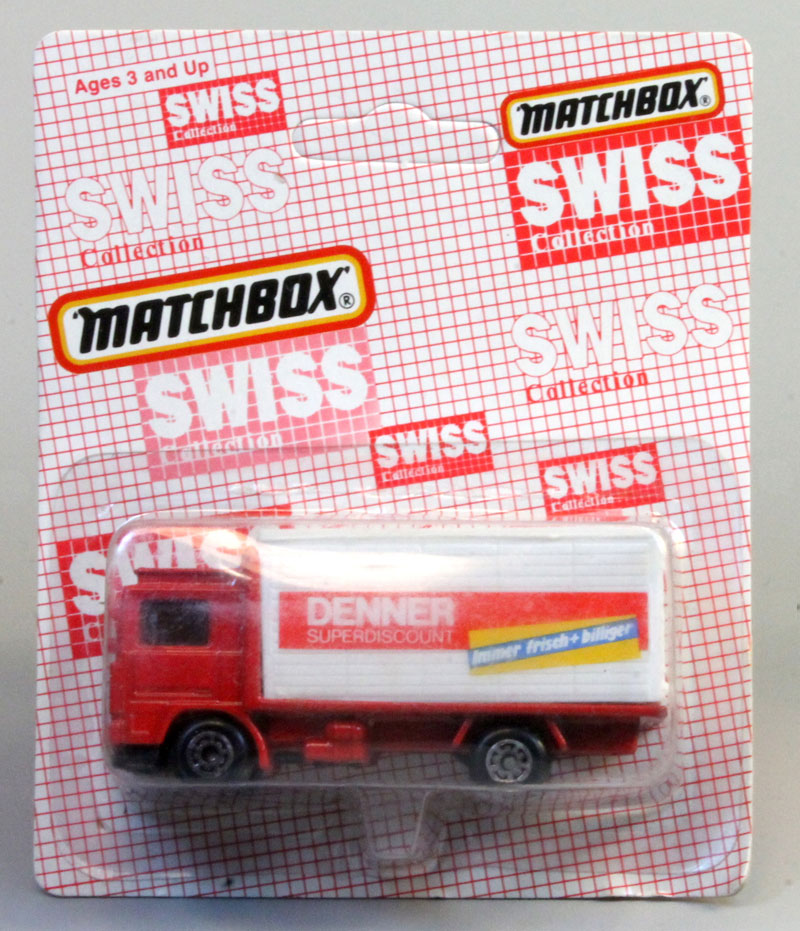 Ages 3 and Up
SWISS
Collection
"MATCHBOX"®
SWISS
Collection
SWISS
Collection
"MATCHBOX"®
SWISS
Collection
SWISS
Collection
SWISS
Collection
SWISS
Collection
SWISS
DENNER
SUPERDISCOUNT
Immer frisch + billiger